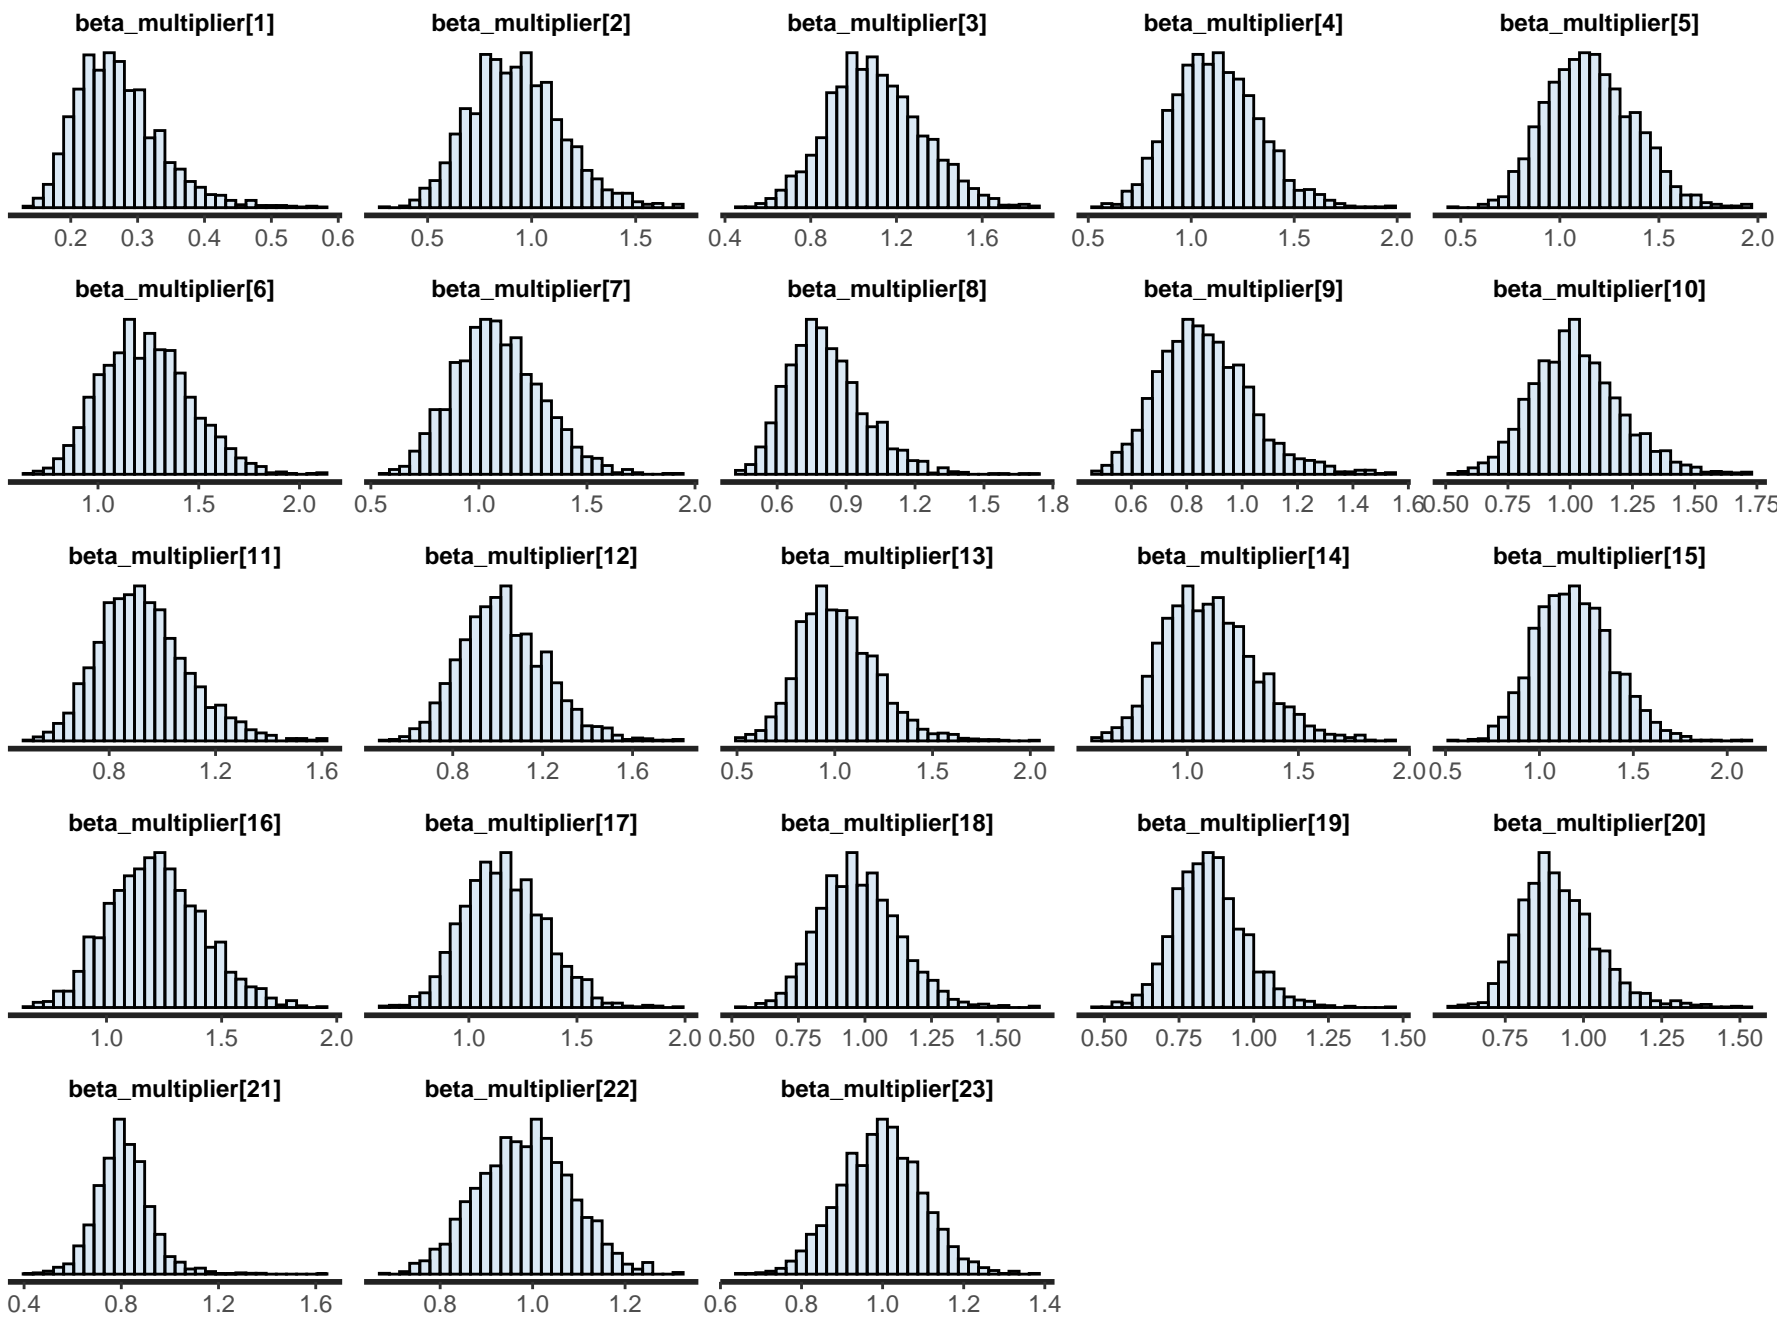 beta_multiplier[1] beta_multiplier[2] beta_multiplier[3] beta_multiplier[4] beta_multiplier[5]
0.2 0.3 0.4 0.5 0.6 0.5 1.0 1.5 0.4 0.8 1.2 1.6 0.5 1.0 1.5 2.0 0.5 1.0 1.5 2.0
beta_multiplier[6] beta_multiplier[7] beta_multiplier[8] beta_multiplier[9] beta_multiplier[10]
1.0 1.5 2.0 0.5 1.0 1.5 2.0 0.6 0.9 1.2 1.5 1.8 0.6 0.8 1.0 1.2 1.4 1.6 0.50 0.75 1.00 1.25 1.50 1.75
beta_multiplier[11] beta_multiplier[12] beta_multiplier[13] beta_multiplier[14] beta_multiplier[15]
0.8 1.2 1.6 0.8 1.2 1.6 0.5 1.0 1.5 2.0 1.0 1.5 2.0 0.5 1.0 1.5 2.0
beta_multiplier[16] beta_multiplier[17] beta_multiplier[18] beta_multiplier[19] beta_multiplier[20]
1.0 1.5 2.0 1.0 1.5 2.0 0.50 0.75 1.00 1.25 1.50 0.50 0.75 1.00 1.25 1.50 0.75 1.00 1.25 1.50
beta_multiplier[21] beta_multiplier[22] beta_multiplier[23]
0.4 0.8 1.2 1.6 0.8 1.0 1.2 0.6 0.8 1.0 1.2 1.4